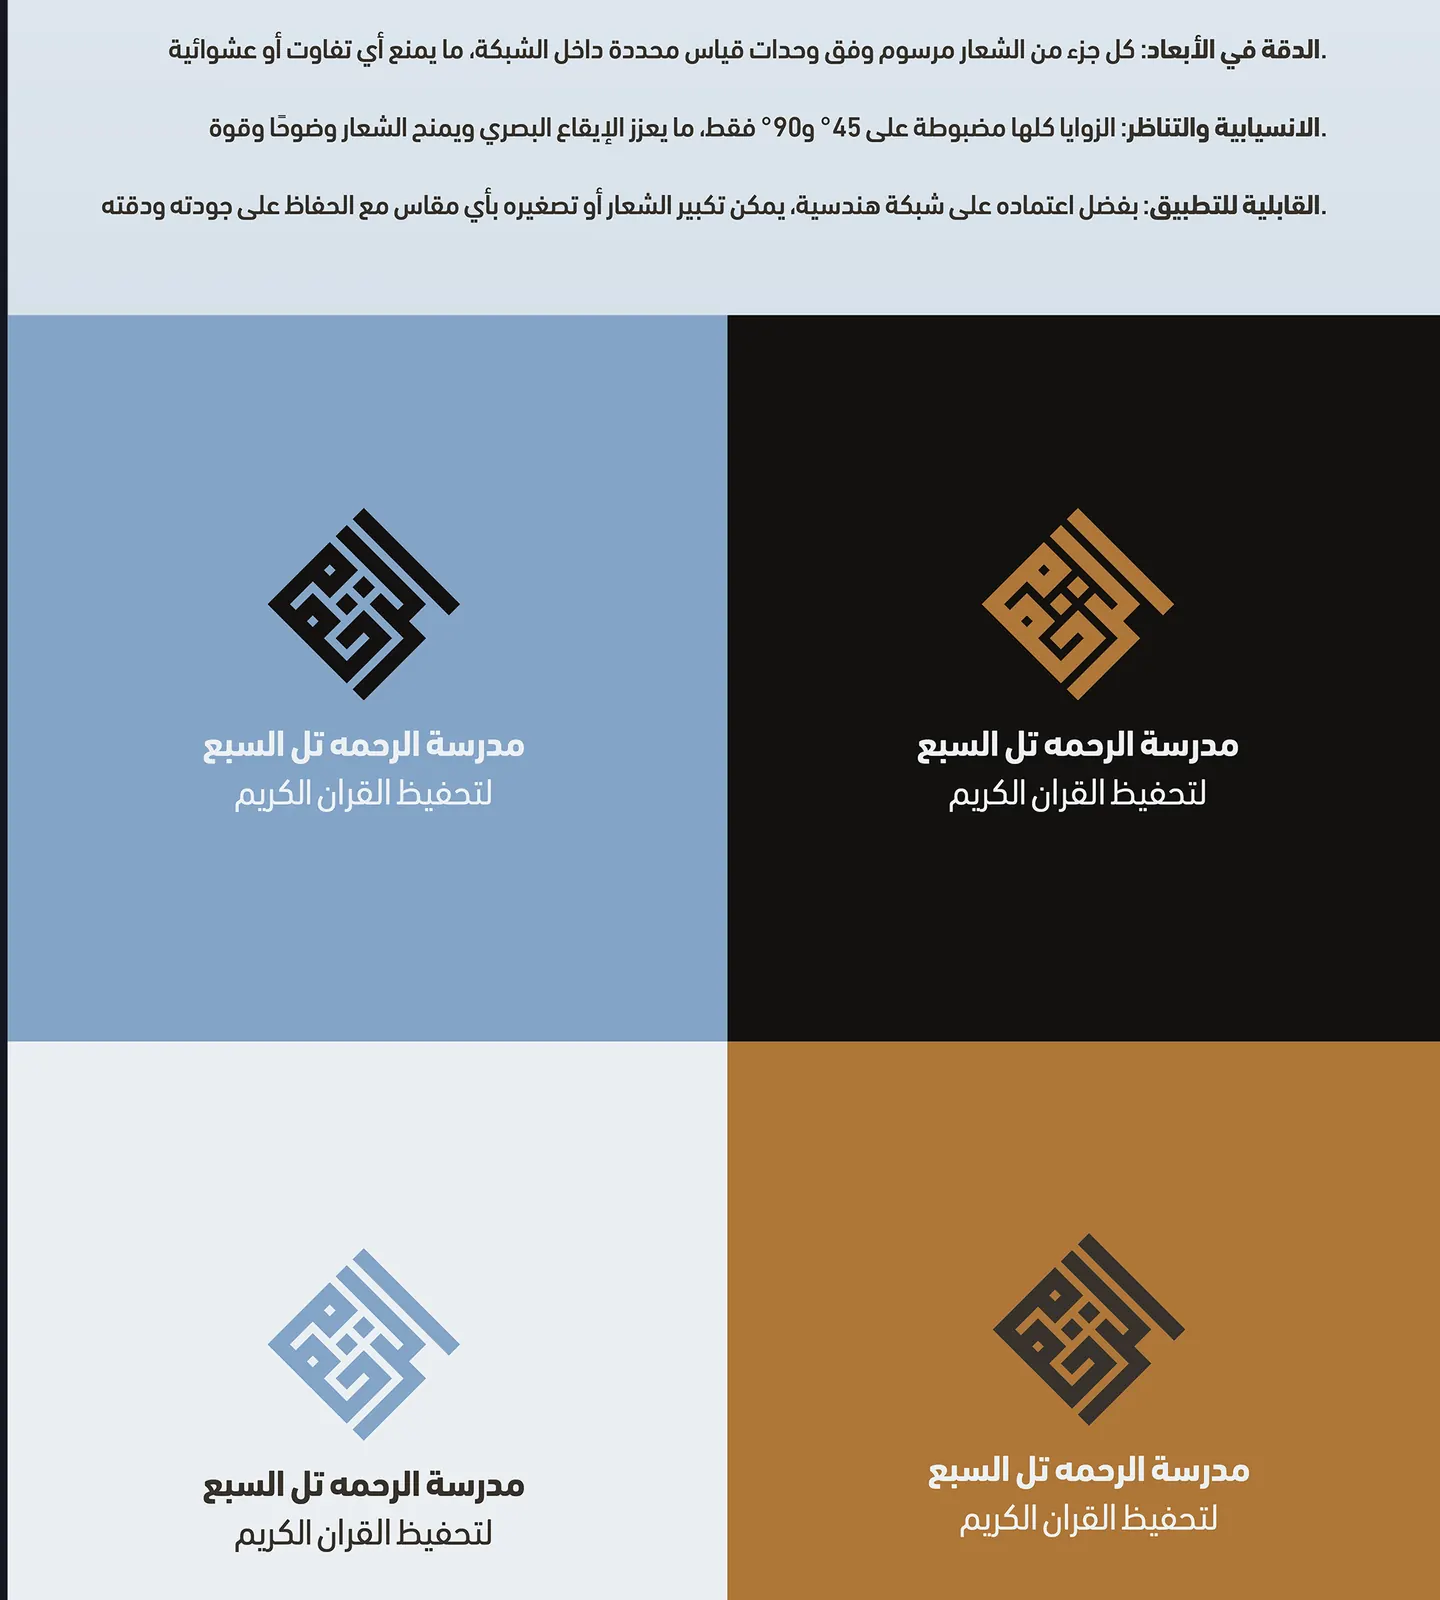 .الدقة في الأبعاد: كل جزء من الشعار مرسوم وفق وحدات قياس محددة داخل الشبكة، ما يمنع أي تفاوت أو عشوائية
.الانسيابية والتناظر: الزوايا كلها مضبوطة على 45° و90° فقط، ما يعزز الإيقاع البصري ويمنح الشعار وضوحًا وقوة
.القابلية للتطبيق: بفضل اعتماده على شبكة هندسية، يمكن تكبير الشعار أو تصغيره بأي مقاس مع الحفاظ على جودته ودقته
الرحمه
مدرسة الرحمه تل السبع
لتحفيظ القران الكريم
الرحمه
مدرسة الرحمه تل السبع
لتحفيظ القران الكريم
الرحمه
مدرسة الرحمه تل السبع
لتحفيظ القران الكريم
الرحمه
مدرسة الرحمه تل السبع
لتحفيظ القران الكريم